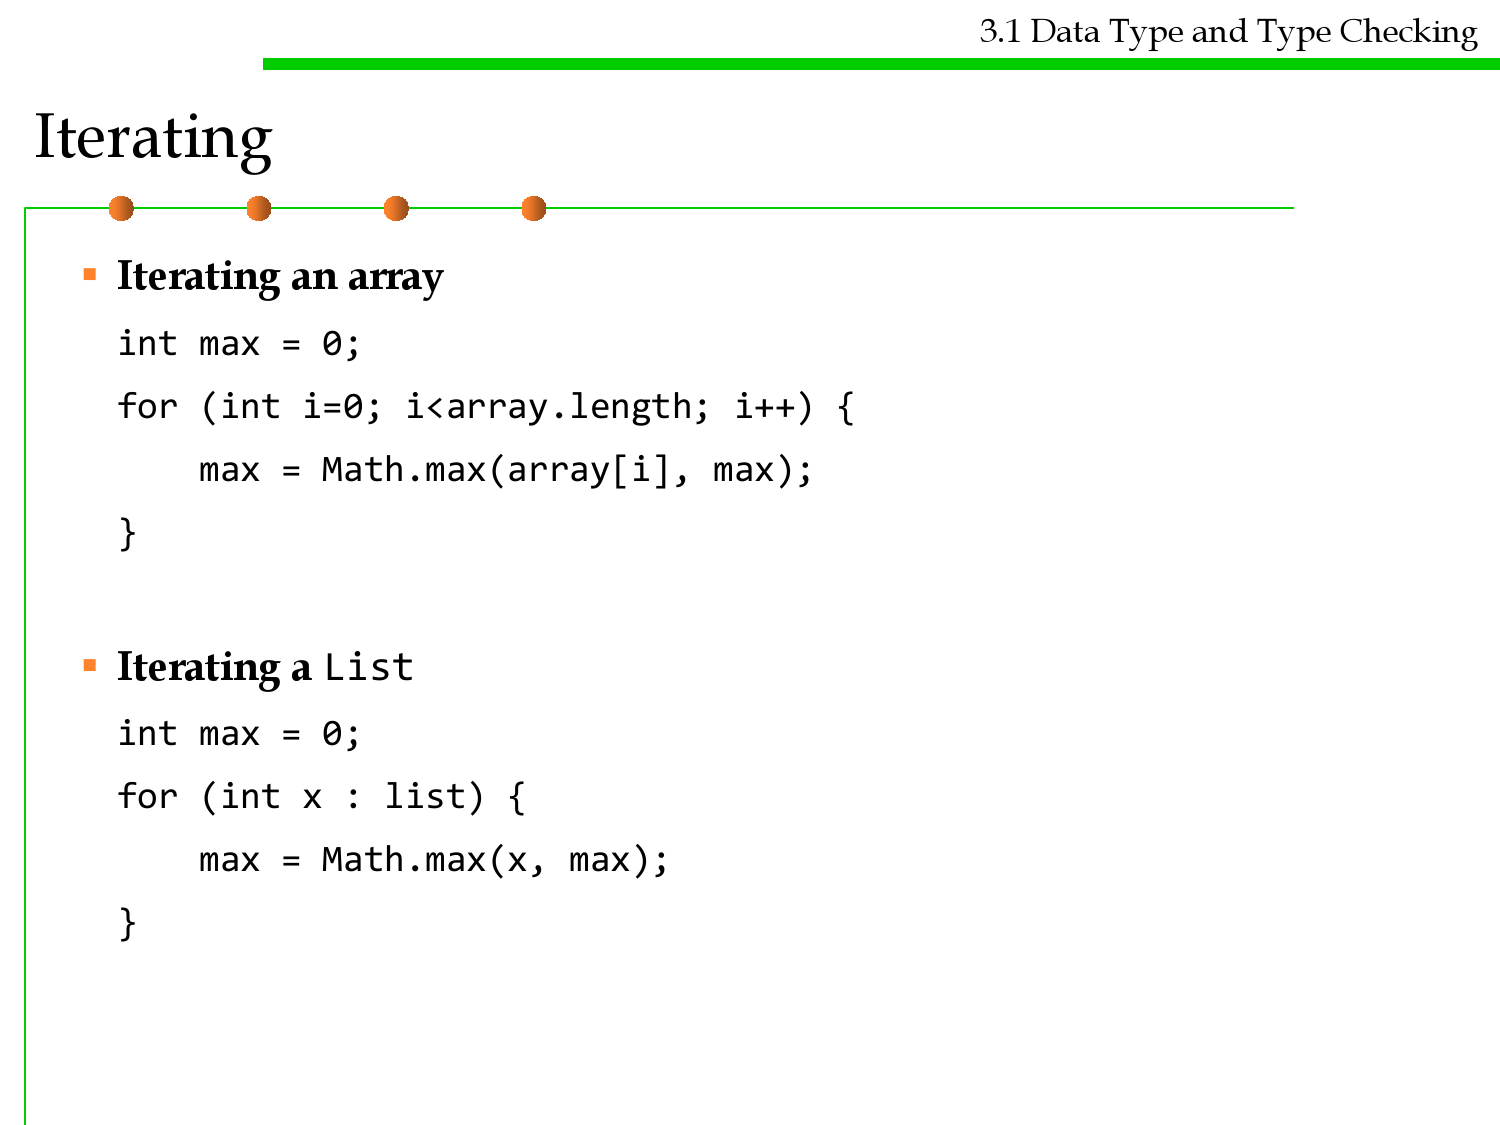 3.1 Data Type and Type Checking
Iterating
▪ Iterating an array
int max = 0;
for (int i=0; i<array.length; i++) {
    max = Math.max(array[i], max);
}
▪ Iterating a List
int max = 0;
for (int x : list) {
    max = Math.max(x, max);
}